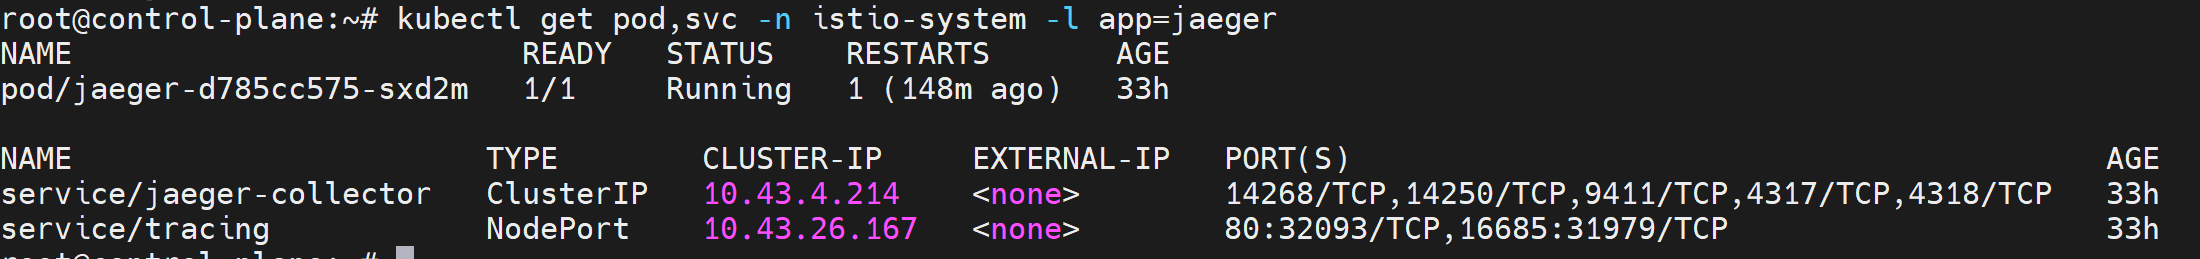 root@control-plane:~# kubectl get pod,svc -n istio-system -l app=jaeger
NAME READY STATUS RESTARTS AGE
pod/jaeger-d785cc575-sxd2m 1/1 Running 1 (148m ago) 33h
NAME TYPE CLUSTER-IP EXTERNAL-IP PORT(S) AGE
service/jaeger-collector ClusterIP 10.43.4.214 <none> 14268/TCP,14250/TCP,9411/TCP,4317/TCP,4318/TCP 33h
service/tracing NodePort 10.43.26.167 <none> 80:32093/TCP,16685:31979/TCP 33h
root@control-plane:~#